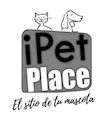 iPet
Place
El sitio de tu mascota